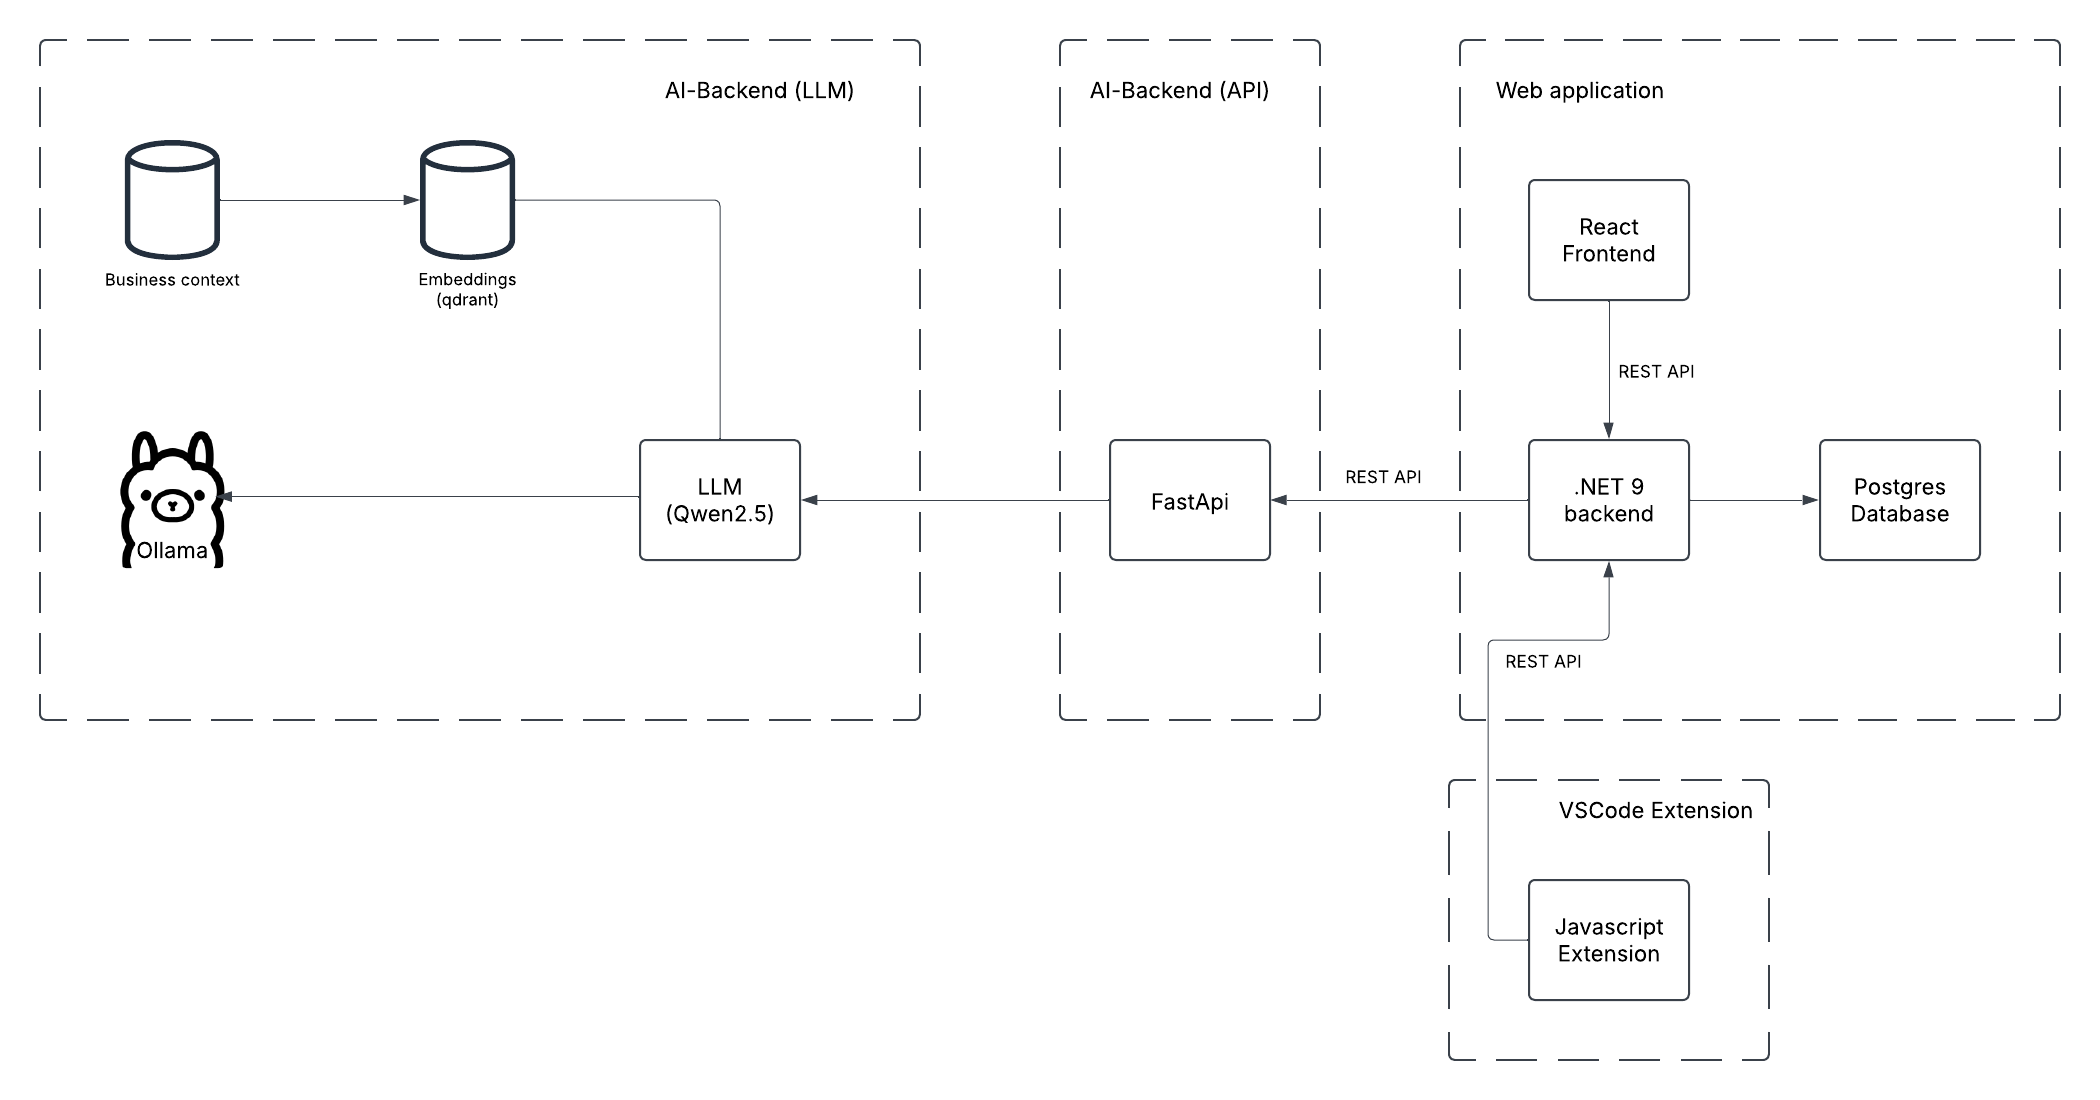 AI-Backend (LLM)
AI-Backend (API)
Web application
Business context
Embeddings
(qdrant)
React
Frontend
REST API
Ollama
LLM
(Qwen2.5)
FastApi
REST API
.NET 9
backend
Postgres
Database
REST API
VSCode Extension
Javascript
Extension